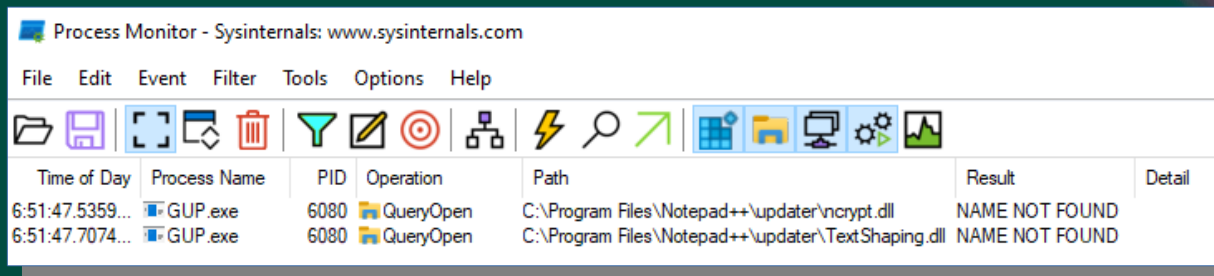 Process Monitor - Sysinternals: www.sysinternals.com
File Edit Event Filter Tools Options Help
Time of Day Process Name PID Operation Path Result Detail
6:51:47.5359... GUP.exe 6080 QueryOpen C:\Program Files\Notepad++\updater\ncrypt.dll NAME NOT FOUND
6:51:47.7074... GUP.exe 6080 QueryOpen C:\Program Files\Notepad++\updater\TextShaping.dll NAME NOT FOUND